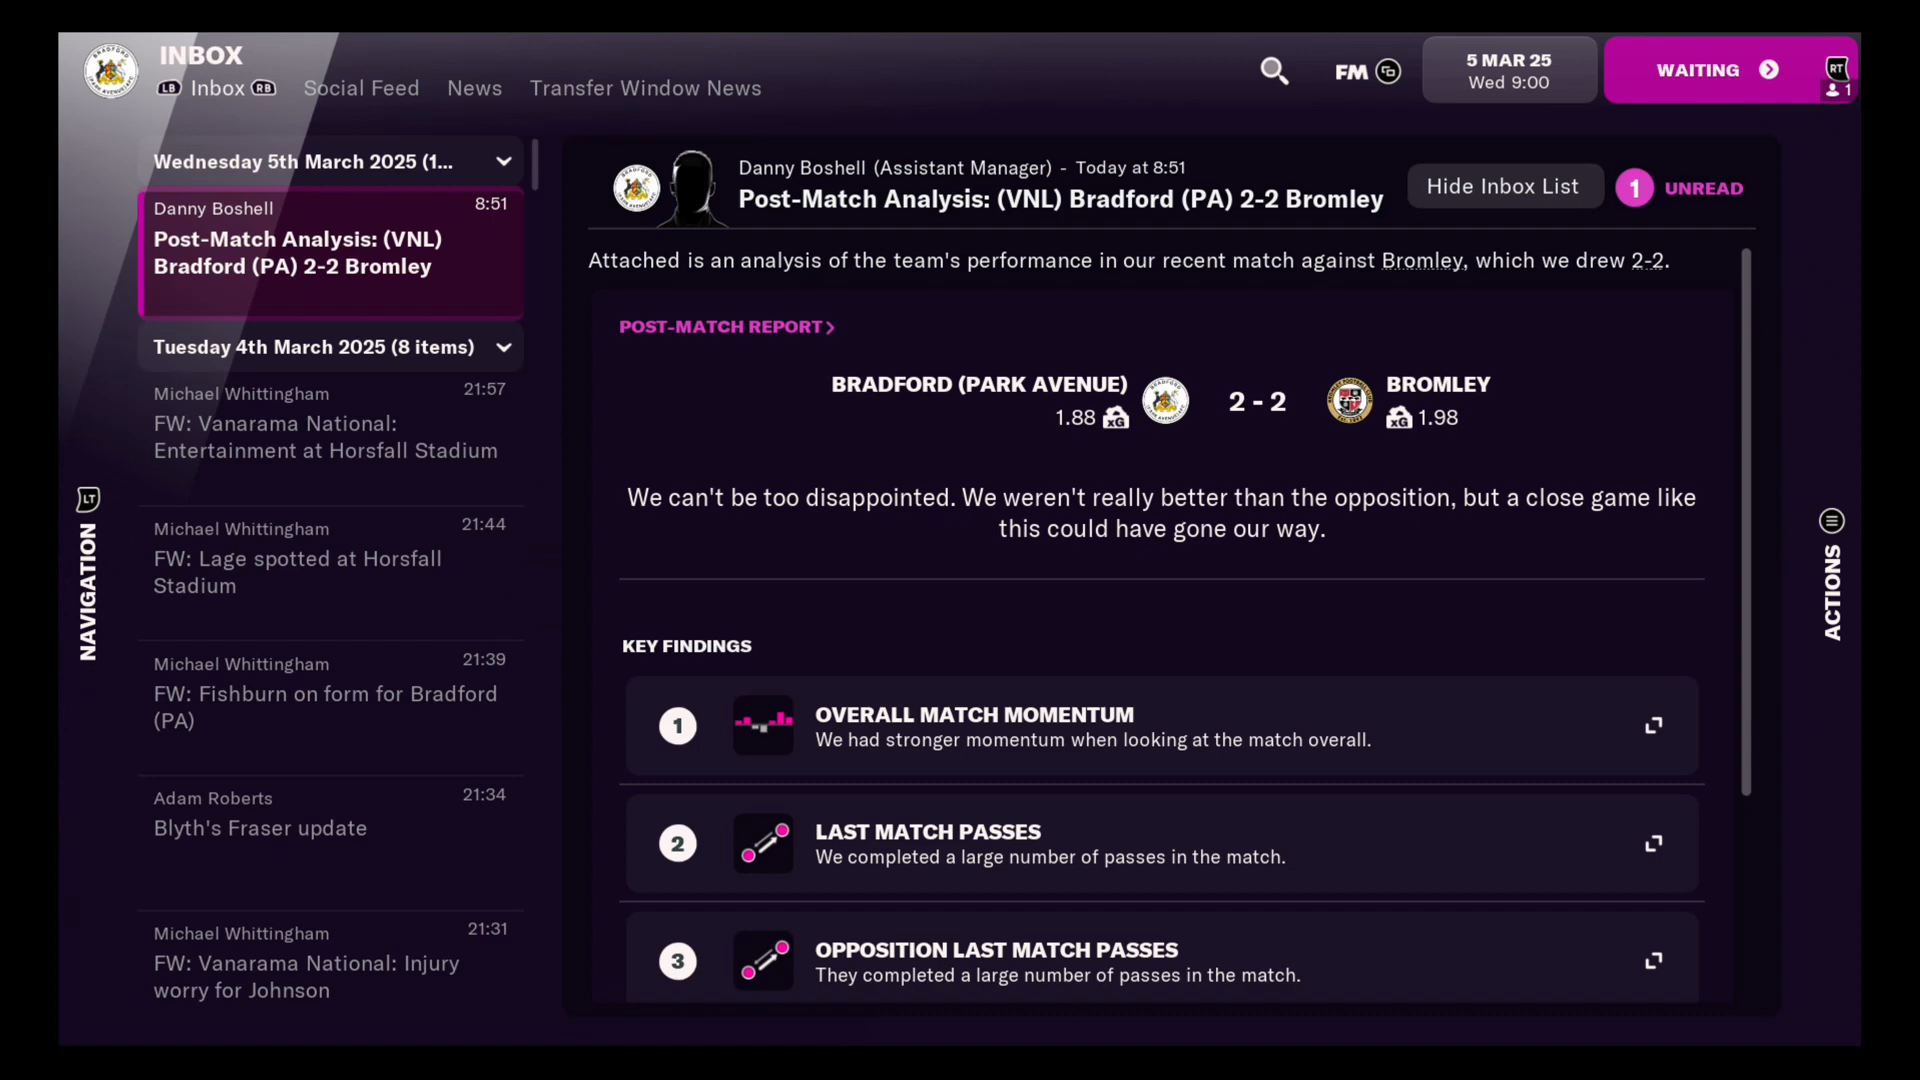 INBOX
LB Inbox RB Social Feed News Transfer Window News
FM
5 MAR 25
Wed 9:00
WAITING
RT
1
Wednesday 5th March 2025 (1...
Danny Boshell 8:51
Post-Match Analysis: (VNL)
Bradford (PA) 2-2 Bromley
Tuesday 4th March 2025 (8 items)
Michael Whittingham 21:57
FW: Vanarama National:
Entertainment at Horsfall Stadium
Michael Whittingham 21:44
FW: Lage spotted at Horsfall
Stadium
Michael Whittingham 21:39
FW: Fishburn on form for Bradford
(PA)
Adam Roberts 21:34
Blyth's Fraser update
Michael Whittingham 21:31
FW: Vanarama National: Injury
worry for Johnson
LT
NAVIGATION
Danny Boshell (Assistant Manager) - Today at 8:51
Post-Match Analysis: (VNL) Bradford (PA) 2-2 Bromley
Hide Inbox List
1 UNREAD
Attached is an analysis of the team's performance in our recent match against Bromley, which we drew 2-2.
POST-MATCH REPORT
BRADFORD (PARK AVENUE) 2 - 2 BROMLEY
1.88 xG xG 1.98
We can't be too disappointed. We weren't really better than the opposition, but a close game like
this could have gone our way.
KEY FINDINGS
1 OVERALL MATCH MOMENTUM
We had stronger momentum when looking at the match overall.
2 LAST MATCH PASSES
We completed a large number of passes in the match.
3 OPPOSITION LAST MATCH PASSES
They completed a large number of passes in the match.
ACTIONS